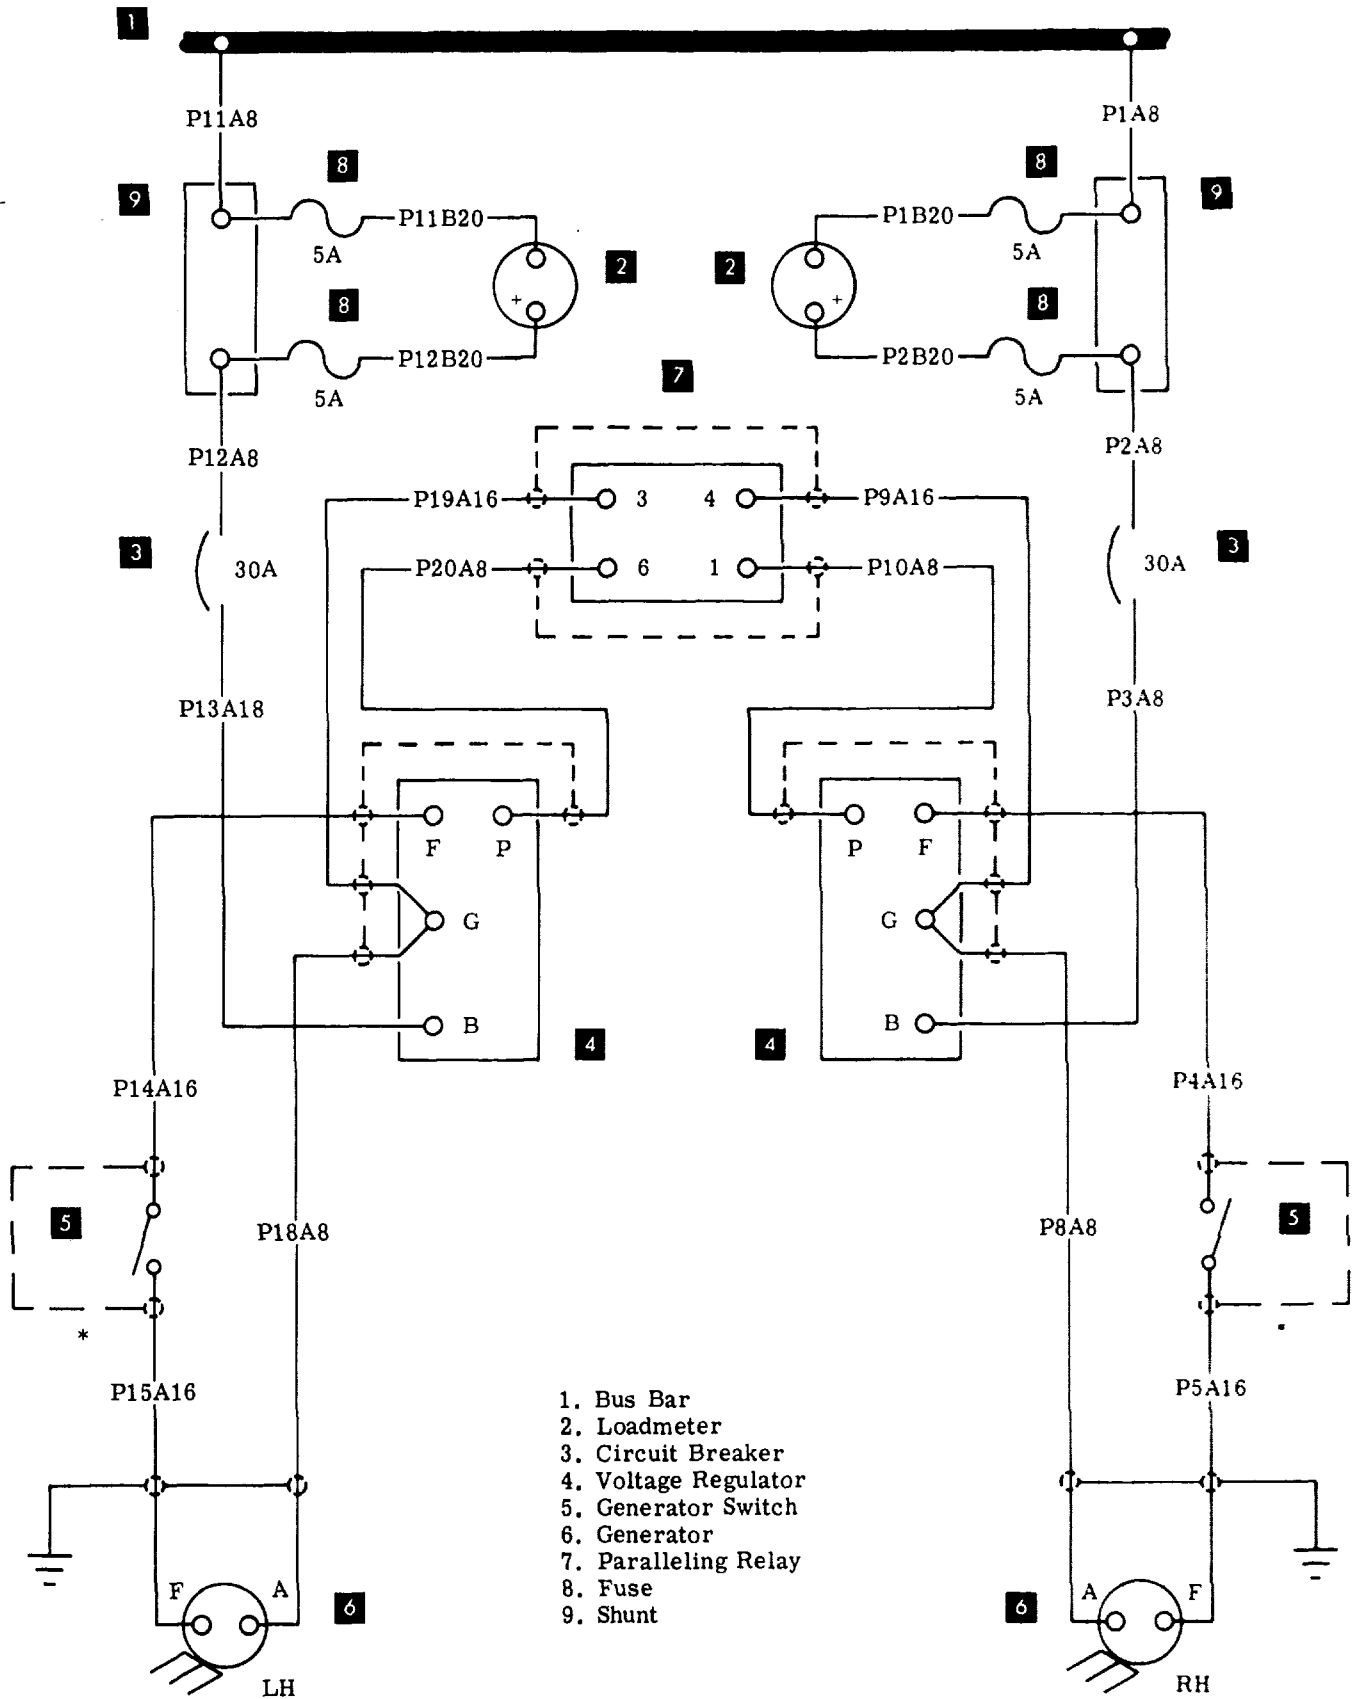 1
P11A8
P1A8
8
8
9
9
P11B20
P1B20
5A
5A
2
2
8
8
+
+
P12B20
P2B20
7
5A
5A
P12A8
P2A8
P19A16
3
4
P9A16
3
30A
P20A8
6
1
P10A8
30A
3
P13A18
P3A8
F
P
P
F
G
G
B
B
4
4
P14A16
P4A16
5
P18A8
P8A8
5
*
P15A16
P5A16
1. Bus Bar
2. Loadmeter
3. Circuit Breaker
4. Voltage Regulator
5. Generator Switch
6. Generator
7. Paralleling Relay
8. Fuse
9. Shunt
F
A
6
6
A
F
LH
RH